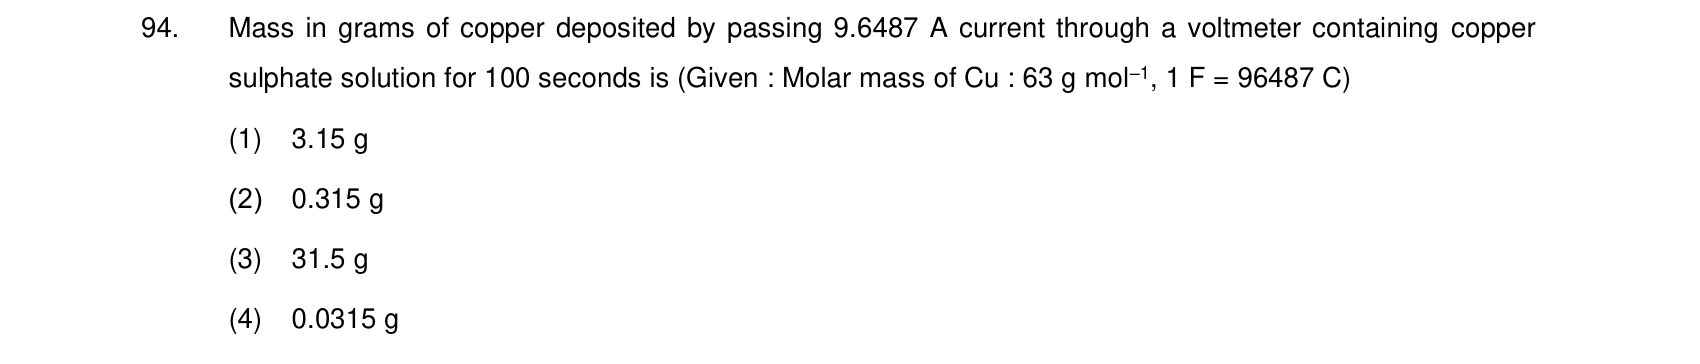 94. Mass in grams of copper deposited by passing 9.6487 A current through a voltmeter containing copper
sulphate solution for 100 seconds is (Given : Molar mass of Cu : 63 g mol⁻¹, 1 F = 96487 C)
(1) 3.15 g
(2) 0.315 g
(3) 31.5 g
(4) 0.0315 g